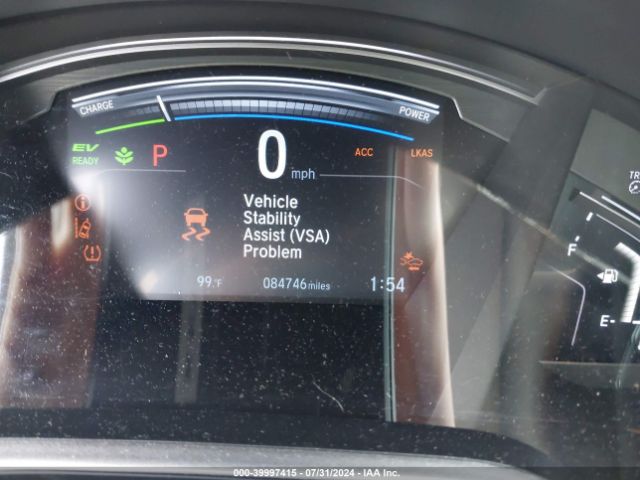 CHARGE
POWER
EV
READY
P
0 mph
ACC
LKAS
Vehicle
Stability
Assist (VSA)
Problem
99°F
084746 miles
1:54
TR
F
E
000-39997415 - 07/31/2024 - IAA Inc.